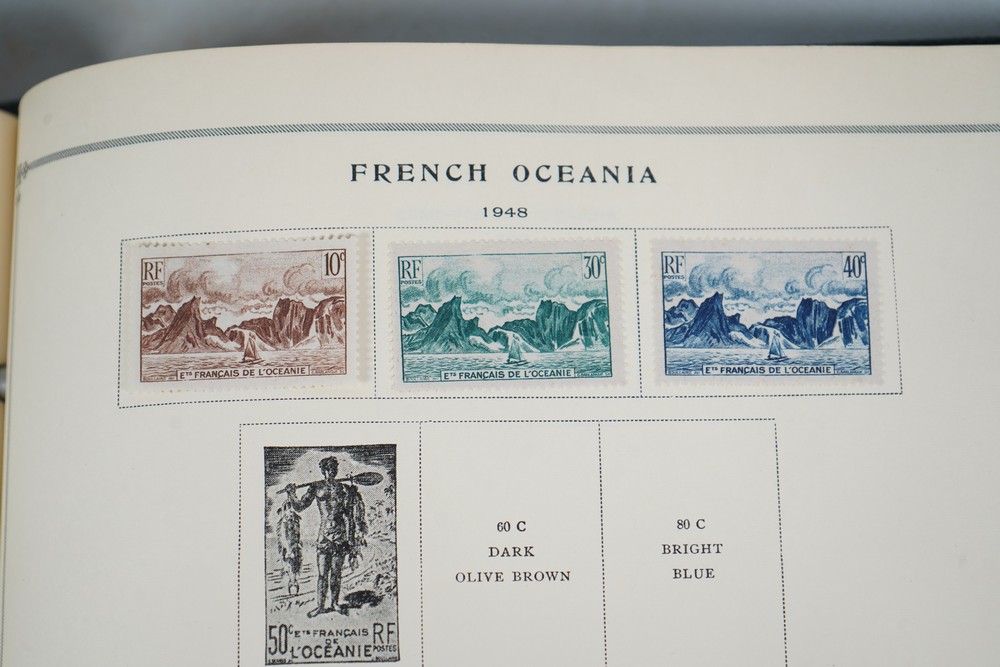 FRENCH OCEANIA
1948
RF
POSTES
10c
ETS FRANÇAIS DE L'OCEANIE
RF
POSTES
30c
ETS FRANÇAIS DE L'OCEANIE
RF
POSTES
40c
ETS FRANÇAIS DE L'OCEANIE
50c
ETS FRANÇAIS
DE
L'OCÉANIE
RF
POSTES
60 C
DARK
OLIVE BROWN
80 C
BRIGHT
BLUE